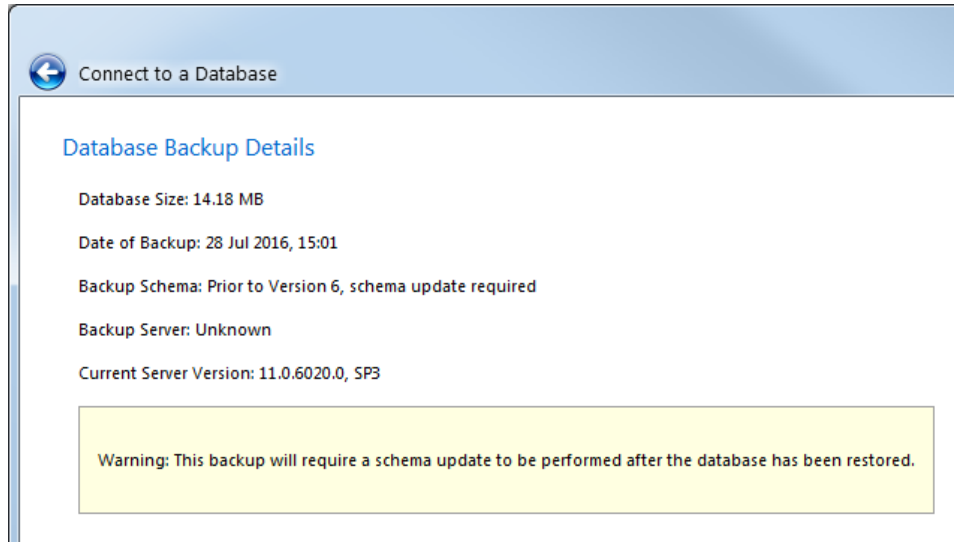 Connect to a Database
Database Backup Details
Database Size: 14.18 MB
Date of Backup: 28 Jul 2016, 15:01
Backup Schema: Prior to Version 6, schema update required
Backup Server: Unknown
Current Server Version: 11.0.6020.0, SP3
Warning: This backup will require a schema update to be performed after the database has been restored.